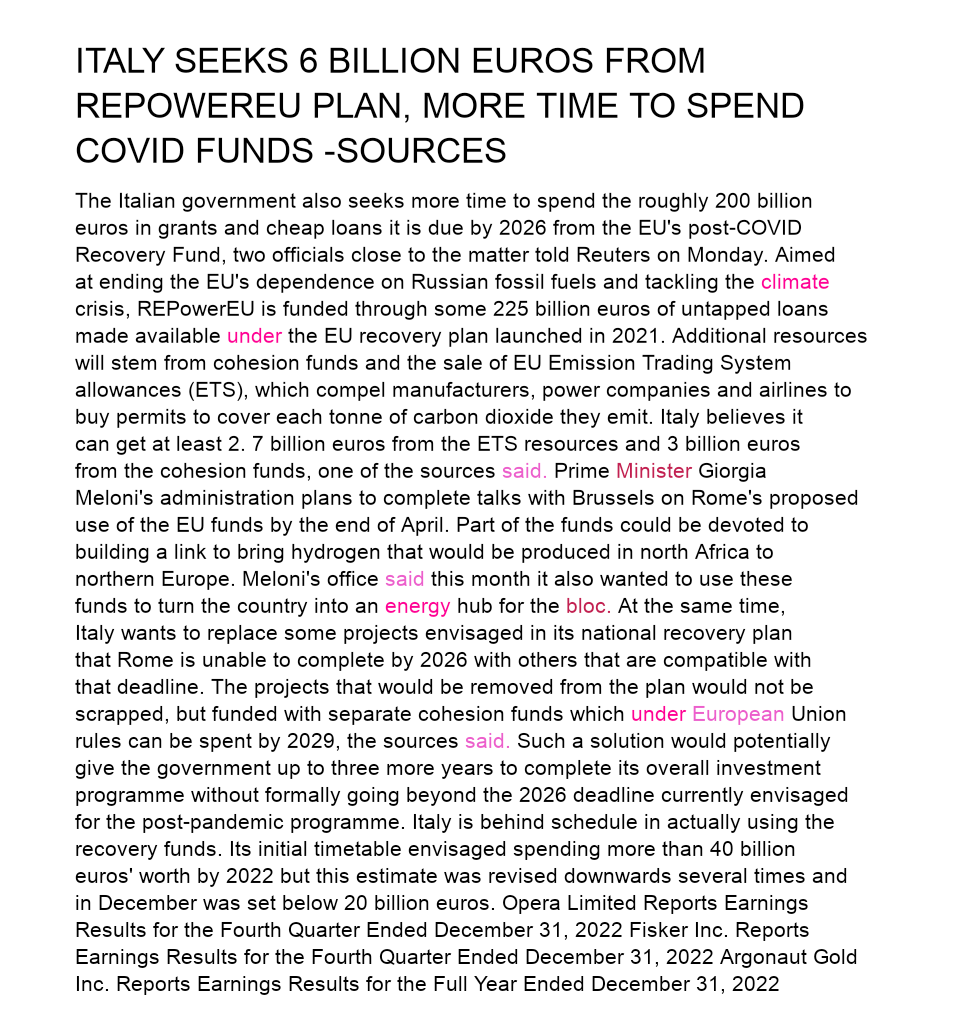 ITALY SEEKS 6 BILLION EUROS FROM
REPOWEREU PLAN, MORE TIME TO SPEND
COVID FUNDS -SOURCES
The Italian government also seeks more time to spend the roughly 200 billion
euros in grants and cheap loans it is due by 2026 from the EU's post-COVID
Recovery Fund, two officials close to the matter told Reuters on Monday. Aimed
at ending the EU's dependence on Russian fossil fuels and tackling the climate
crisis, REPowerEU is funded through some 225 billion euros of untapped loans
made available under the EU recovery plan launched in 2021. Additional resources
will stem from cohesion funds and the sale of EU Emission Trading System
allowances (ETS), which compel manufacturers, power companies and airlines to
buy permits to cover each tonne of carbon dioxide they emit. Italy believes it
can get at least 2. 7 billion euros from the ETS resources and 3 billion euros
from the cohesion funds, one of the sources said. Prime Minister Giorgia
Meloni's administration plans to complete talks with Brussels on Rome's proposed
use of the EU funds by the end of April. Part of the funds could be devoted to
building a link to bring hydrogen that would be produced in north Africa to
northern Europe. Meloni's office said this month it also wanted to use these
funds to turn the country into an energy hub for the bloc. At the same time,
Italy wants to replace some projects envisaged in its national recovery plan
that Rome is unable to complete by 2026 with others that are compatible with
that deadline. The projects that would be removed from the plan would not be
scrapped, but funded with separate cohesion funds which under European Union
rules can be spent by 2029, the sources said. Such a solution would potentially
give the government up to three more years to complete its overall investment
programme without formally going beyond the 2026 deadline currently envisaged
for the post-pandemic programme. Italy is behind schedule in actually using the
recovery funds. Its initial timetable envisaged spending more than 40 billion
euros' worth by 2022 but this estimate was revised downwards several times and
in December was set below 20 billion euros. Opera Limited Reports Earnings
Results for the Fourth Quarter Ended December 31, 2022 Fisker Inc. Reports
Earnings Results for the Fourth Quarter Ended December 31, 2022 Argonaut Gold
Inc. Reports Earnings Results for the Full Year Ended December 31, 2022